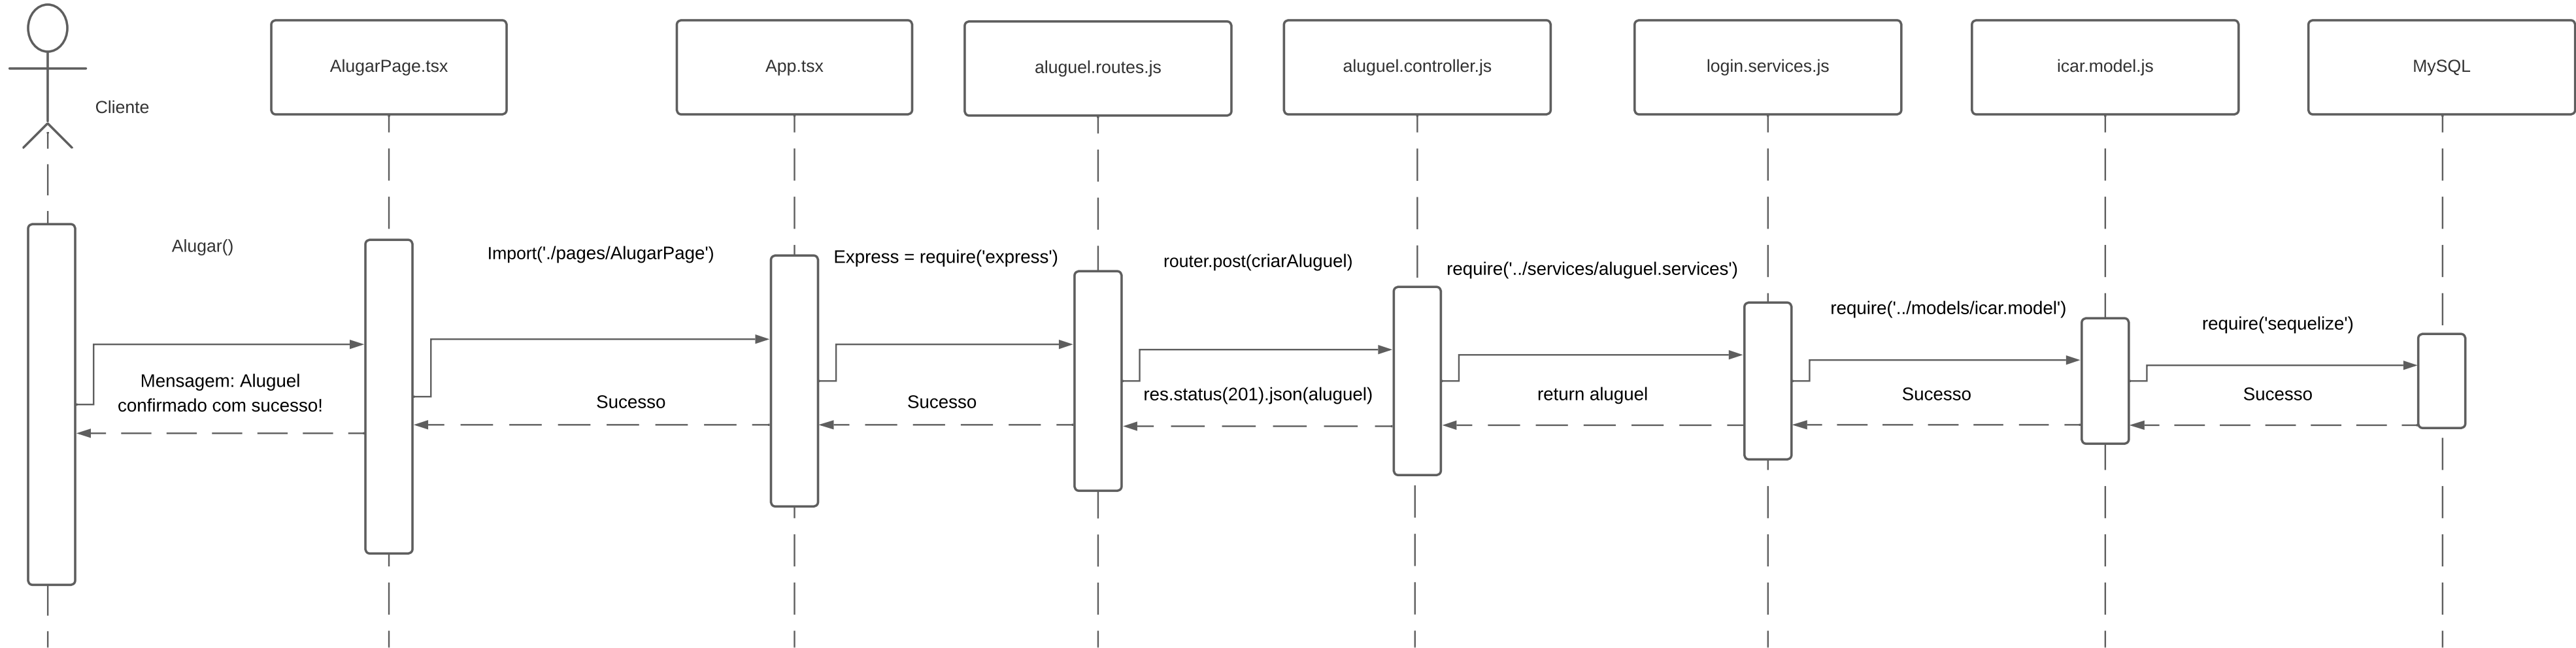 AlugarPage.tsx
App.tsx
aluguel.routes.js
aluguel.controller.js
login.services.js
icar.model.js
MySQL
Cliente
Alugar()
Import('./pages/AlugarPage')
Express = require('express')
router.post(criarAluguel)
require('../services/aluguel.services')
require('../models/icar.model')
require('sequelize')
Mensagem: Aluguel
confirmado com sucesso!
Sucesso
Sucesso
res.status(201).json(aluguel)
return aluguel
Sucesso
Sucesso